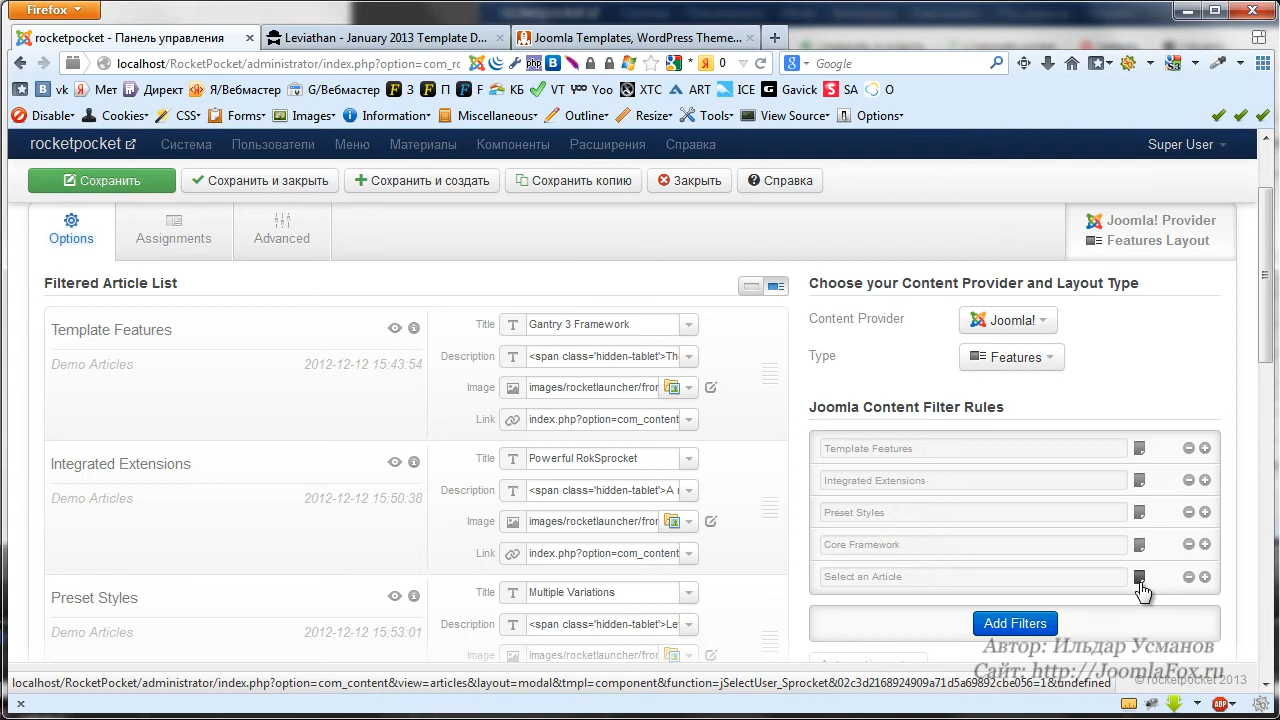 Firefox
rocketpocket - Панель управления
Leviathan - January 2013 Template D...
Joomla Templates, WordPress Theme...
localhost/RocketPocket/administrator/index.php?option=com_rc
0
Google
vk
Мет
Директ
Я/Вебмастер
G/Вебмастер
З
П
F
КБ
VT
Yoo
XTC
ART
ICE
Gavick
SA
O
Disable
Cookies
CSS
Forms
Images
Information
Miscellaneous
Outline
Resize
Tools
View Source
Options
rocketpocket
Система
Пользователи
Меню
Материалы
Компоненты
Расширения
Справка
Super User
Сохранить
Сохранить и закрыть
Сохранить и создать
Сохранить копию
Закрыть
Справка
Options
Assignments
Advanced
Joomla! Provider
Features Layout
Filtered Article List
Template Features
Demo Articles
2012-12-12 15:43:54
Title
Gantry 3 Framework
Description
<span class='hidden-tablet'>Th
Image
images/rocketlauncher/fror
Link
index.php?option=com_content
Integrated Extensions
Demo Articles
2012-12-12 15:50:38
Title
Powerful RokSprocket
Description
<span class='hidden-tablet'>A r
Image
images/rocketlauncher/fror
Link
index.php?option=com_content
Preset Styles
Demo Articles
2012-12-12 15:53:01
Title
Multiple Variations
Description
<span class='hidden-tablet'>Le
Image
images/rocketlauncher/fror
Choose your Content Provider and Layout Type
Content Provider
Joomla!
Type
Features
Joomla Content Filter Rules
Template Features
Integrated Extensions
Preset Styles
Core Framework
Select an Article
Add Filters
Автор: Ильдар Усманов
Сайт: http://JoomlaFox.ru
© rocketpocket 2013
localhost/RocketPocket/administrator/index.php?option=com_content&view=articles&layout=modal&tmpl=component&function=jSelectUser_Sprocket&02c3d2168924909a71d5a69892cbe056=1&undefined